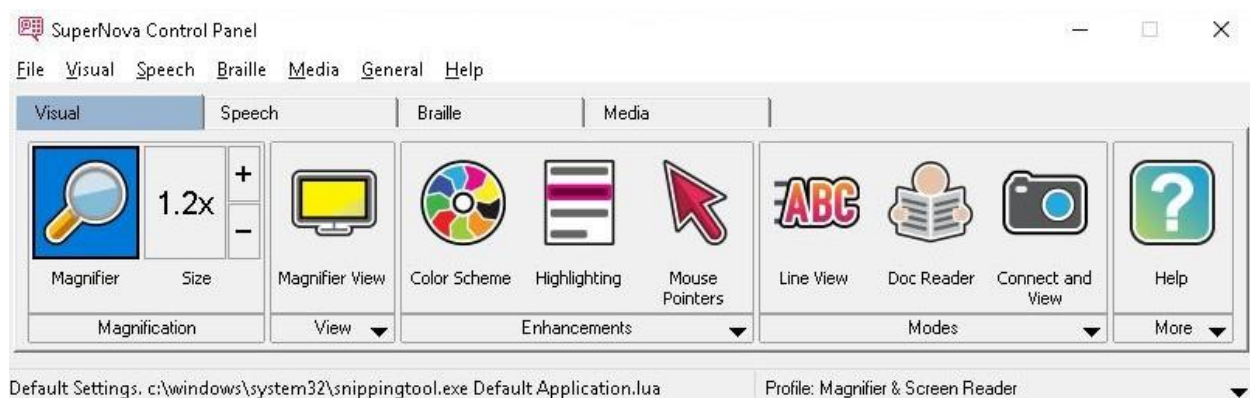 SuperNova Control Panel
File Visual Speech Braille Media General Help
Visual Speech Braille Media
1.2x + −
Magnifier Size Magnifier View Color Scheme Highlighting Mouse Pointers ABC Line View Doc Reader Connect and View ? Help
Magnification View Enhancements Modes More
Default Settings. c:\windows\system32\snippingtool.exe Default Application.lua Profile: Magnifier & Screen Reader